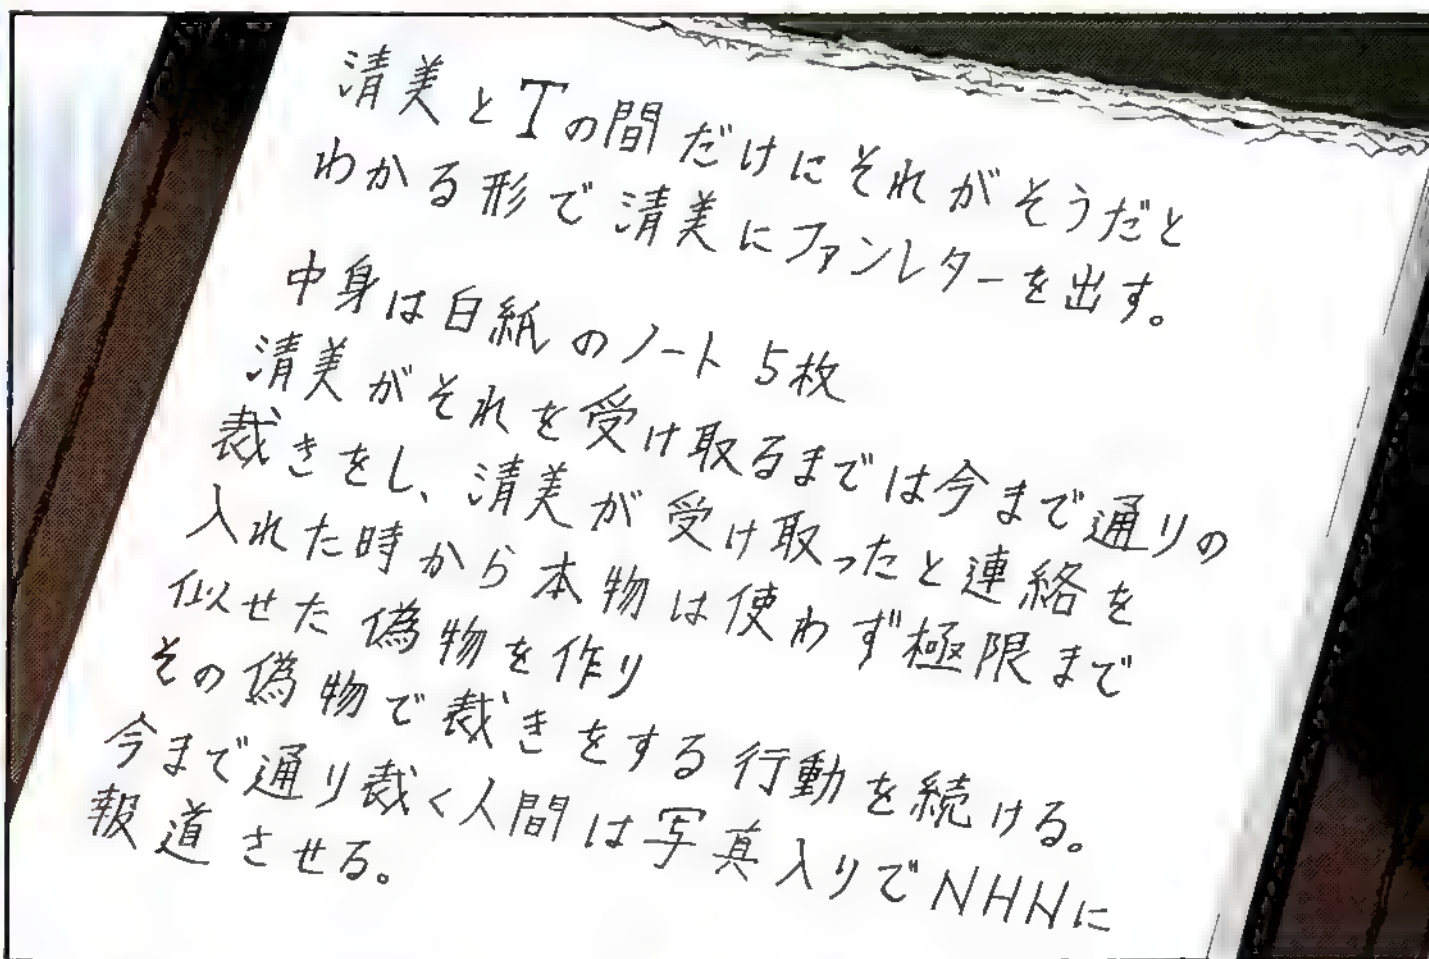 清美とTの間だけにそれがそうだと
わかる形で清美にファンレターを出す。
中身は白紙のノート5枚
清美がそれを受け取るまでは今まで通りの
裁きをし、清美が受け取ったと連絡を
入れた時から本物は使わず極限まで
似せた偽物を作り
その偽物で裁きをする行動を続ける。
今まで通り裁く人間は写真入りでNHNに
報道させる。